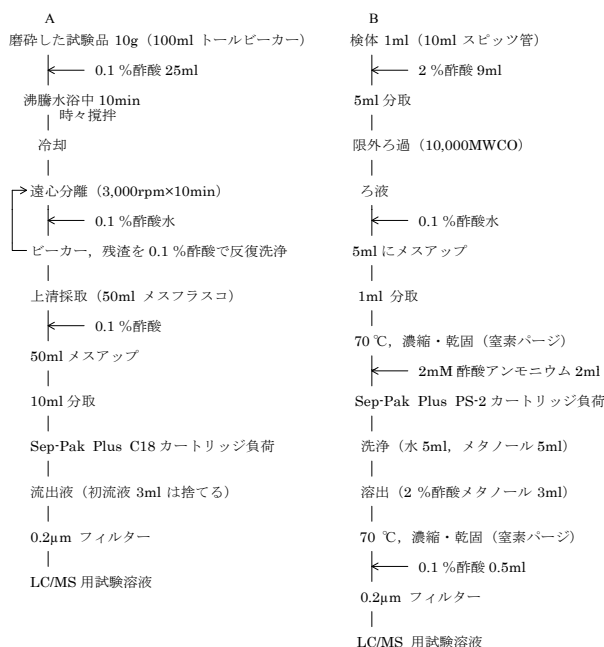 A
磨砕した試験品 10g(100ml トールビーカー)
0.1 %酢酸 25ml
沸騰水浴中 10min
時々撹拌
冷却
遠心分離(3,000rpm×10min)
0.1 %酢酸水
ビーカー,残渣を 0.1 %酢酸で反復洗浄
上清採取(50ml メスフラスコ)
0.1 %酢酸
50ml メスアップ
10ml 分取
Sep-Pak Plus C18 カートリッジ負荷
流出液(初流液 3ml は捨てる)
0.2µm フィルター
LC/MS 用試験溶液
B
検体 1ml(10ml スピッツ管)
2 %酢酸 9ml
5ml 分取
限外ろ過(10,000MWCO)
ろ液
0.1 %酢酸水
5ml にメスアップ
1ml 分取
70 ℃,濃縮・乾固(窒素パージ)
2mM 酢酸アンモニウム 2ml
Sep-Pak Plus PS-2 カートリッジ負荷
洗浄(水 5ml,メタノール 5ml)
溶出(2 %酢酸メタノール 3ml)
70 ℃,濃縮・乾固(窒素パージ)
0.1 %酢酸 0.5ml
0.2µm フィルター
LC/MS 用試験溶液